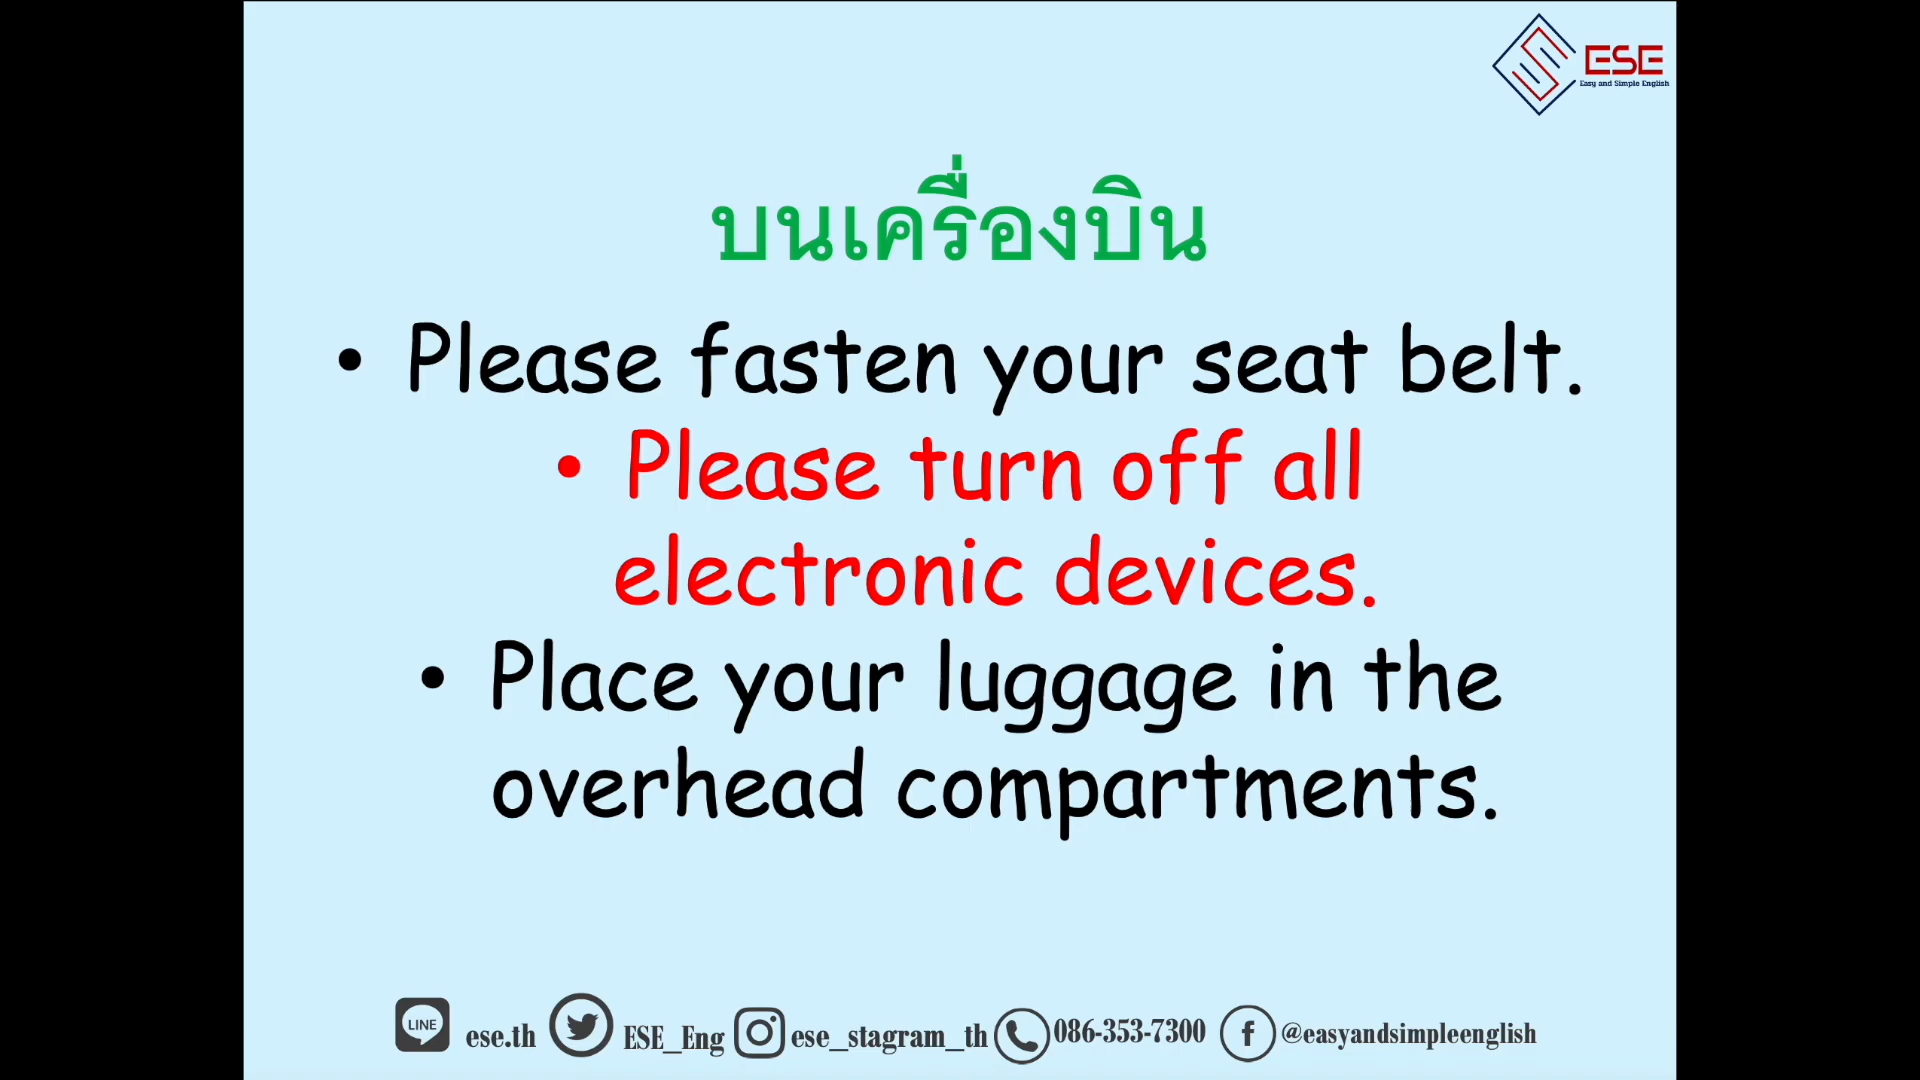 ESE
Easy and Simple English
บนเครื่องบิน
• Please fasten your seat belt.
• Please turn off all
electronic devices.
• Place your luggage in the
overhead compartments.
LINE ese.th ESE_Eng ese_stagram_th 086-353-7300 f @easyandsimpleenglish